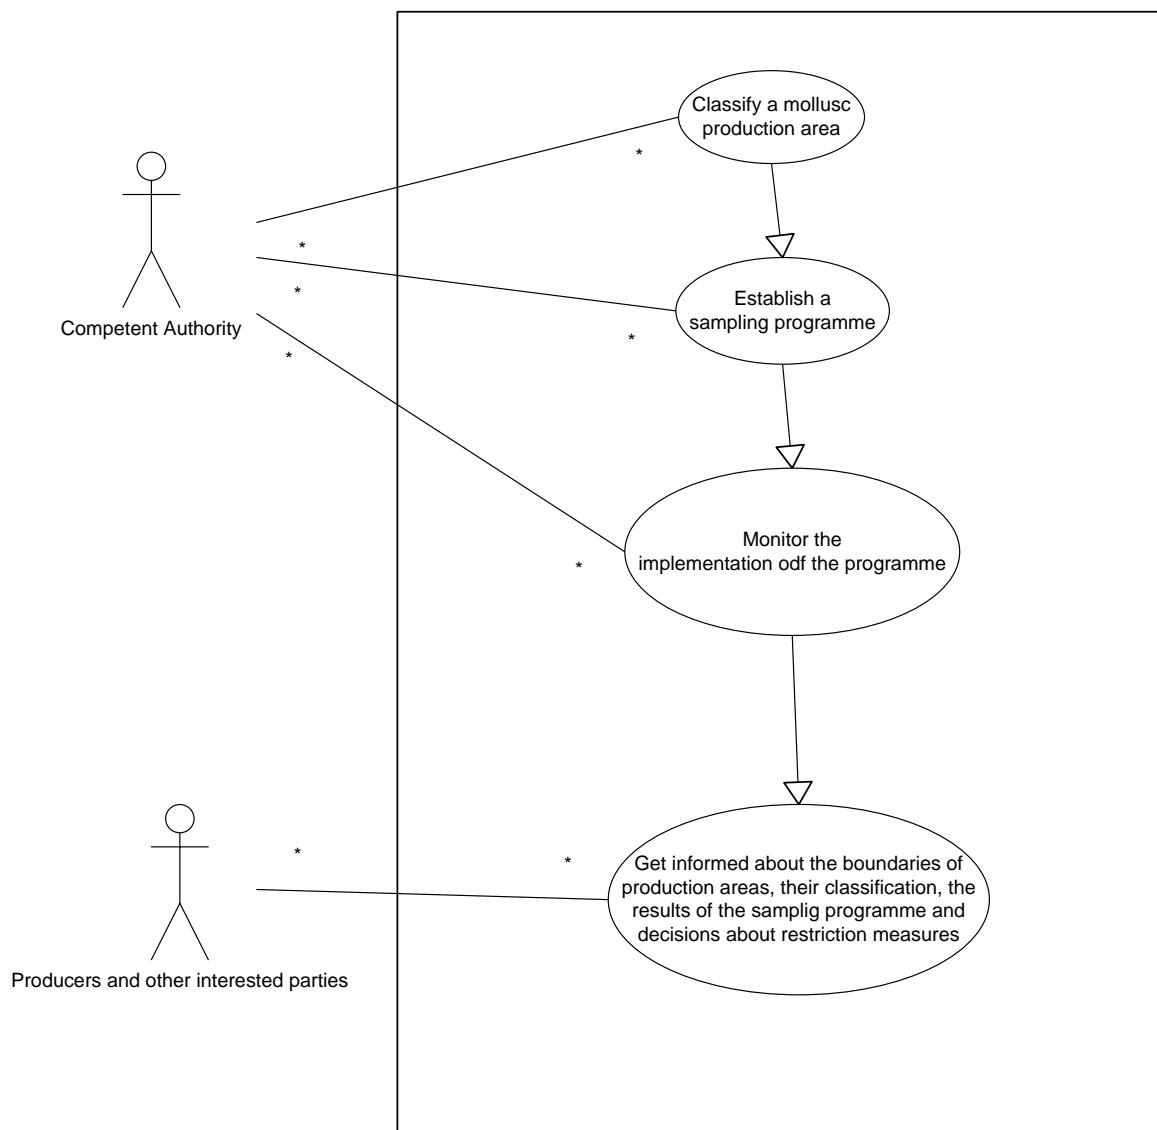 Classify a mollusc
production area
*
*
Establish a
sampling programme
*
*
Competent Authority
*
Monitor the
implementation odf the programme
*
*
*
Get informed about the boundaries of
production areas, their classification, the
results of the samplig programme and
decisions about restriction measures
Producers and other interested parties